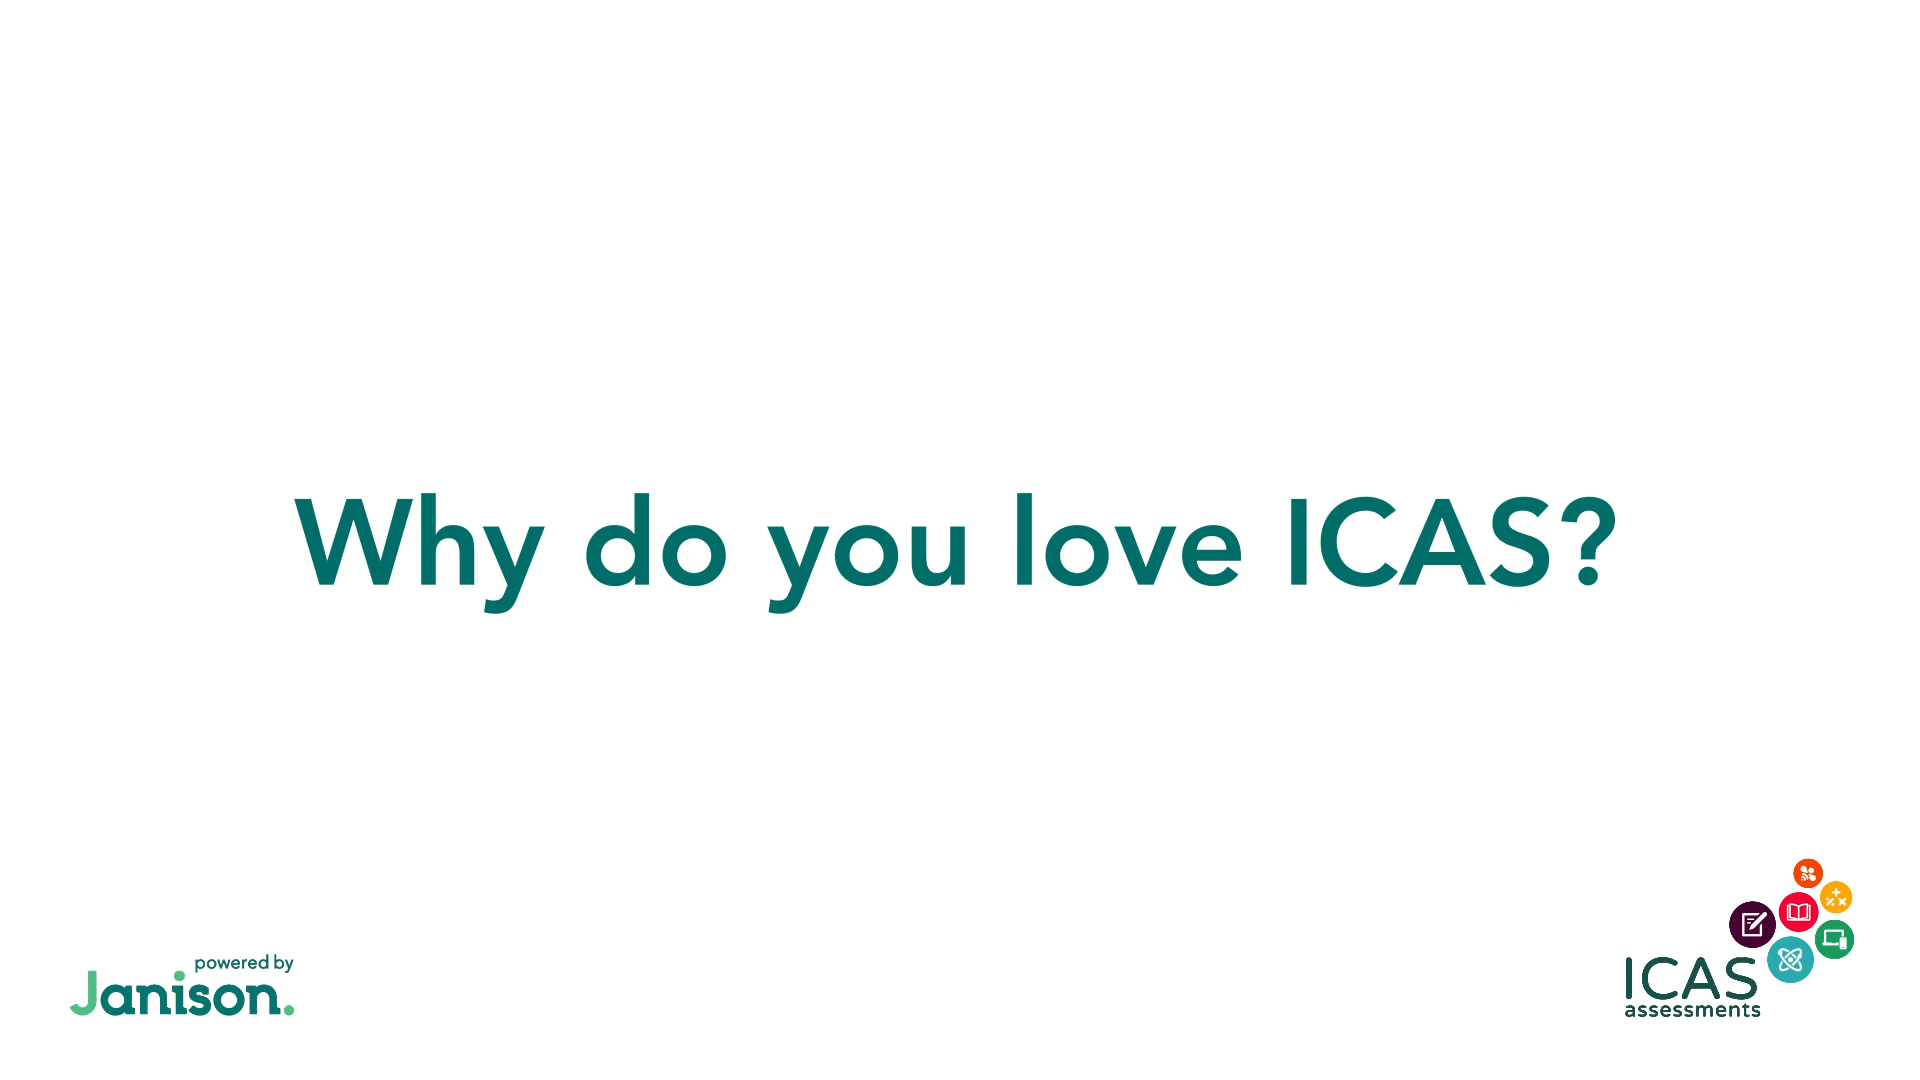 Why do you love ICAS?
powered by
Janison.
ICAS
assessments